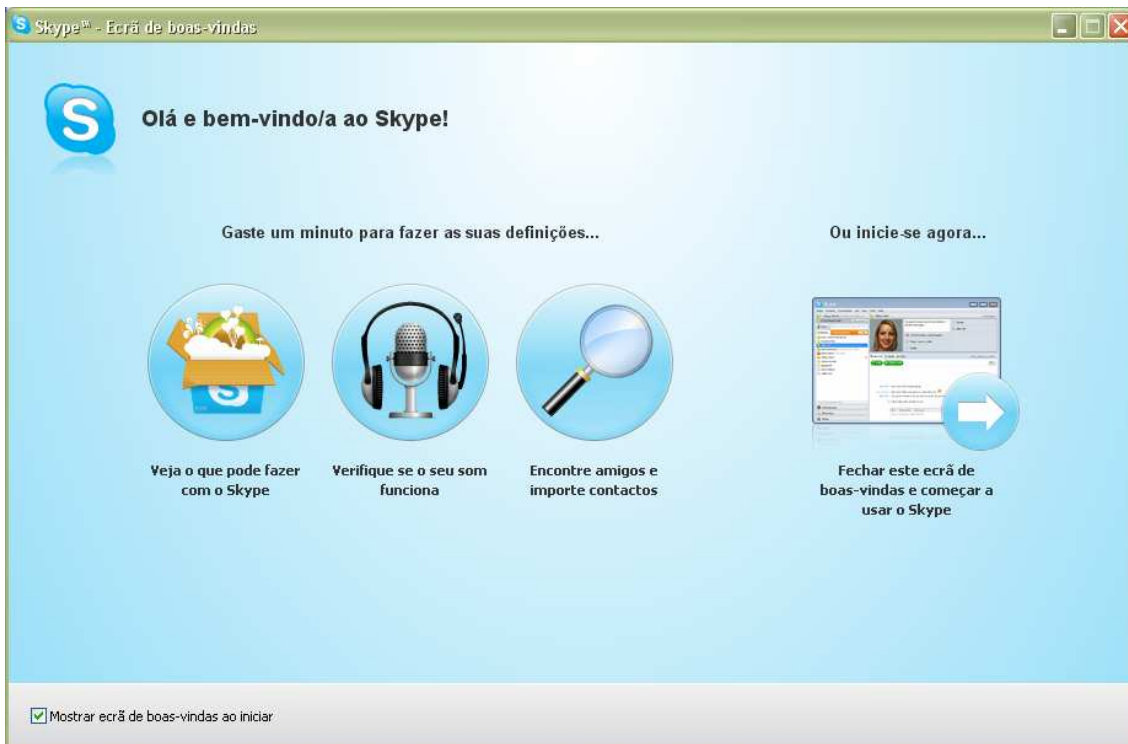 Skype™ - Ecrã de boas-vindas
Olá e bem-vindo/a ao Skype!
Gaste um minuto para fazer as suas definições...
Ou inicie-se agora...
Veja o que pode fazer
com o Skype
Verifique se o seu som
funciona
Encontre amigos e
importe contactos
Fechar este ecrã de
boas-vindas e começar a
usar o Skype
Mostrar ecrã de boas-vindas ao iniciar